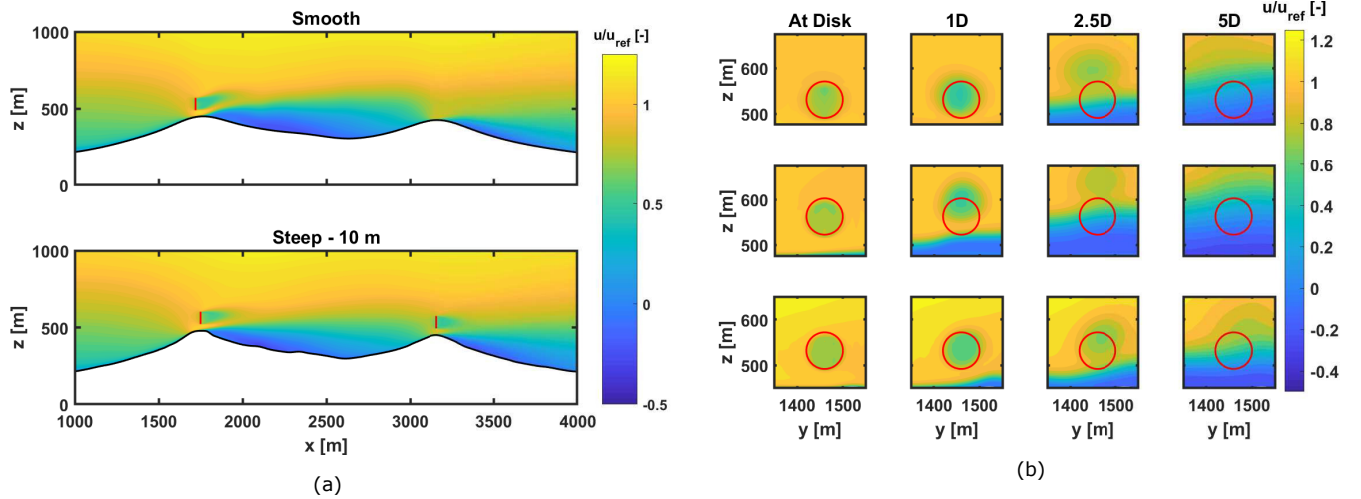 Smooth
u/u_ref [-]
1000
500
0
z [m]
Steep - 10 m
1000
500
0
z [m]
1000 1500 2000 2500 3000 3500 4000
x [m]
1
0.5
0
-0.5
(a)
At Disk 1D 2.5D 5D
u/u_ref [-]
600
500
z [m]
600
500
z [m]
600
500
z [m]
1400 1500 1400 1500 1400 1500 1400 1500
y [m] y [m] y [m] y [m]
1.2
1
0.8
0.6
0.4
0.2
0
-0.2
-0.4
(b)